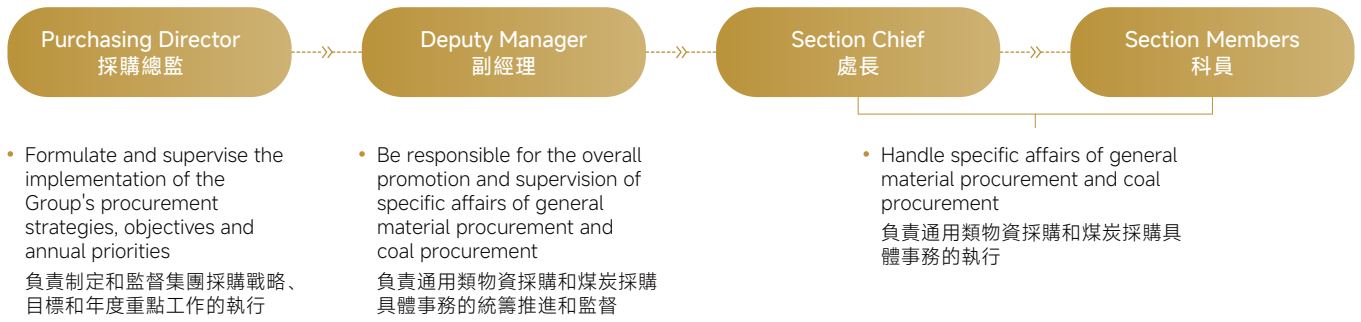 Purchasing Director
採購總監
Deputy Manager
副經理
Section Chief
處長
Section Members
科員
• Formulate and supervise the
implementation of the
Group's procurement
strategies, objectives and
annual priorities
負責制定和監督集團採購戰略、
目標和年度重點工作的執行
• Be responsible for the overall
promotion and supervision of
specific affairs of general
material procurement and
coal procurement
負責通用類物資採購和煤炭採購
具體事務的統籌推進和監督
• Handle specific affairs of general
material procurement and coal
procurement
負責通用類物資採購和煤炭採購具
體事務的執行